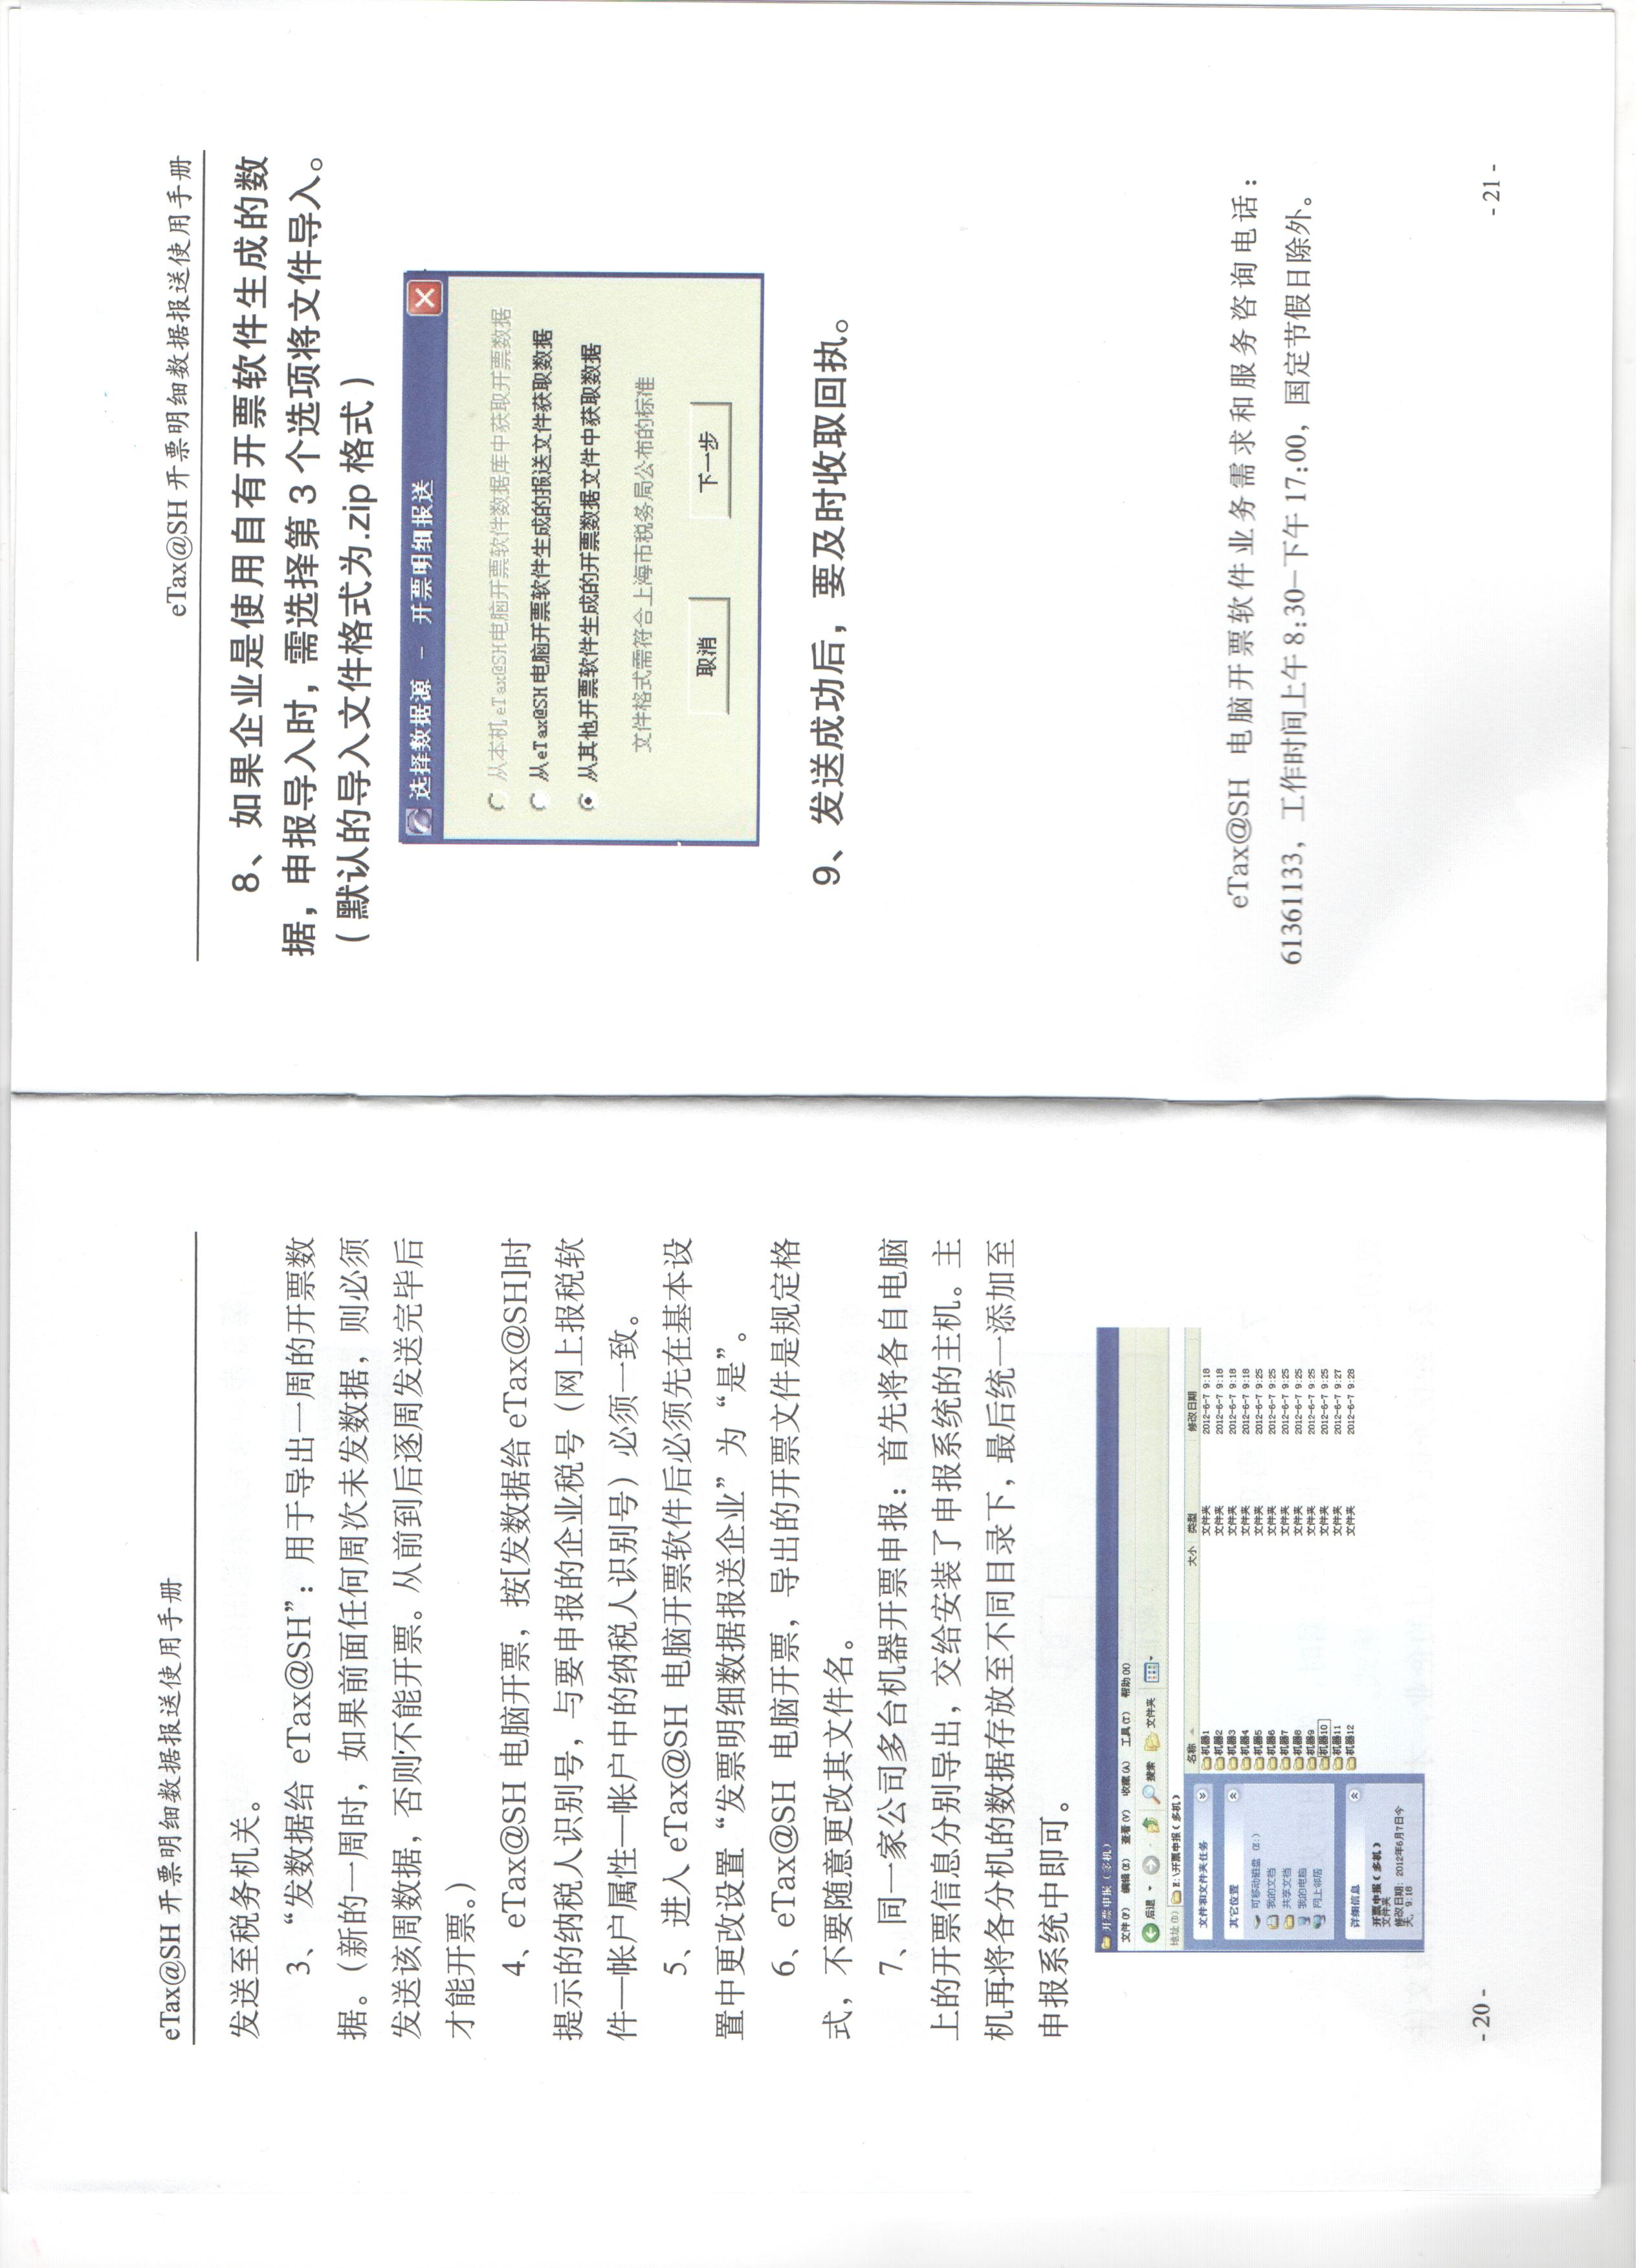 eTax@SH 开票明细数据报送使用手册
发送至税务机关。
3、“发数据给 eTax@SH”：用于导出一周的开票数
据。（新的一周时，如果前面任何周次未发数据，则必须
发送该周数据，否则不能开票。从前到后逐周发送完毕后
才能开票。）
4、eTax@SH 电脑开票，按[发数据给 eTax@SH]时
提示的纳税人识别号，与要申报的企业税号（网上报税软
件—帐户属性—帐户中的纳税人识别号）必须一致。
5、进入 eTax@SH 电脑开票软件后必须先在基本设
置中更改设置“发票明细数据报送企业”为“是”。
6、eTax@SH 电脑开票，导出的开票文件是规定格
式，不要随意更改其文件名。
7、同一家公司多台机器开票申报：首先将各自电脑
上的开票信息分别导出，交给安装了申报系统的主机。主
机再将各分机的数据存放至不同目录下，最后统一添加至
申报系统中即可。
开票申报（多机）
文件(F) 编辑(E) 查看(V) 收藏(A) 工具(T) 帮助(H)
后退 搜索 文件夹
地址(D) E:\开票申报（多机）
文件和文件夹任务
其它位置
可移动磁盘 (E:)
我的文档
共享文档
我的电脑
网上邻居
详细信息
开票申报（多机）
文件夹
修改日期: 2012年6月7日今
天, 9:18
名称 大小 类型 修改日期
机器1 文件夹 2012-6-7 9:18
机器2 文件夹 2012-6-7 9:18
机器3 文件夹 2012-6-7 9:18
机器4 文件夹 2012-6-7 9:18
机器5 文件夹 2012-6-7 9:25
机器6 文件夹 2012-6-7 9:25
机器7 文件夹 2012-6-7 9:25
机器8 文件夹 2012-6-7 9:25
机器9 文件夹 2012-6-7 9:25
机器10 文件夹 2012-6-7 9:25
机器11 文件夹 2012-6-7 9:27
机器12 文件夹 2012-6-7 9:28
- 20 -
eTax@SH 开票明细数据报送使用手册
8、如果企业是使用自有开票软件生成的数
据，申报导入时，需选择第 3 个选项将文件导入。
（默认的导入文件格式为.zip 格式）
选择数据源 － 开票明细报送
从本机eTax@SH电脑开票软件数据库中获取开票数据
从eTax@SH电脑开票软件生成的报送文件获取数据
从其他开票软件生成的开票数据文件中获取数据
文件格式需符合上海市税务局公布的标准
取消 下一步
9、发送成功后，要及时收取回执。
eTax@SH 电脑开票软件业务需求和服务咨询电话：
61361133，工作时间上午 8:30–下午 17:00，国定节假日除外。
- 21 -